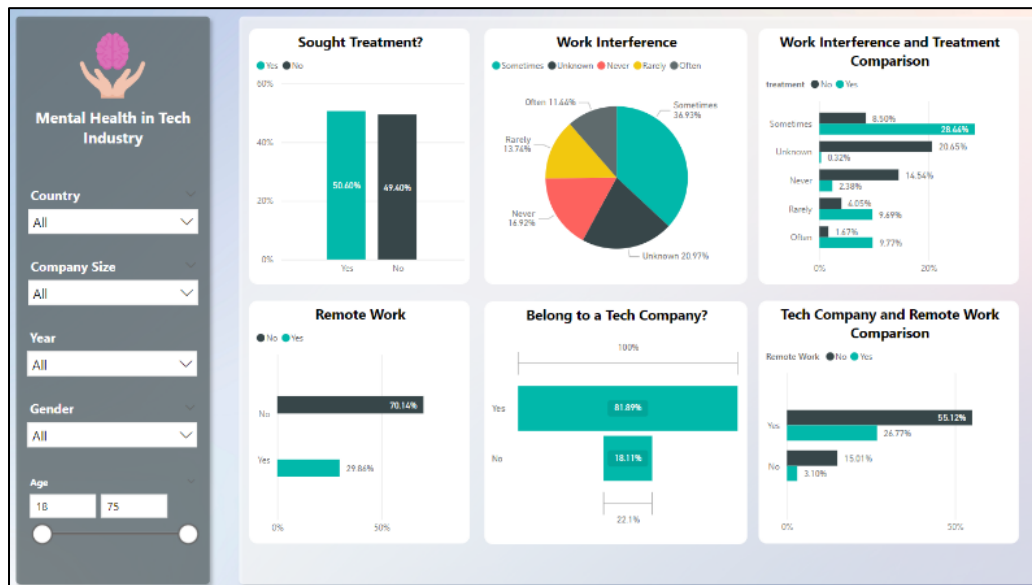 Mental Health in Tech
Industry
Country
All
Company Size
All
Year
All
Gender
All
Age
18
75
Sought Treatment?
Yes No
60%
40%
20%
0%
50.60%
49.40%
Yes
No
Work Interference
Sometimes Unknown Never Rarely Often
Often 11.64%
Sometimes
36.93%
Rarely
13.74%
Never
16.92%
Unknown 20.97%
Work Interference and Treatment
Comparison
treatment No Yes
Sometimes
8.50%
28.44%
Unknown
20.65%
0.32%
Never
14.54%
2.38%
Rarely
4.05%
9.69%
Often
1.67%
9.77%
0%
20%
Remote Work
No Yes
No
70.14%
Yes
29.86%
0%
50%
Belong to a Tech Company?
100%
Yes
81.89%
No
18.11%
22.1%
Tech Company and Remote Work
Comparison
Remote Work No Yes
Yes
55.12%
26.77%
No
15.01%
3.10%
0%
50%